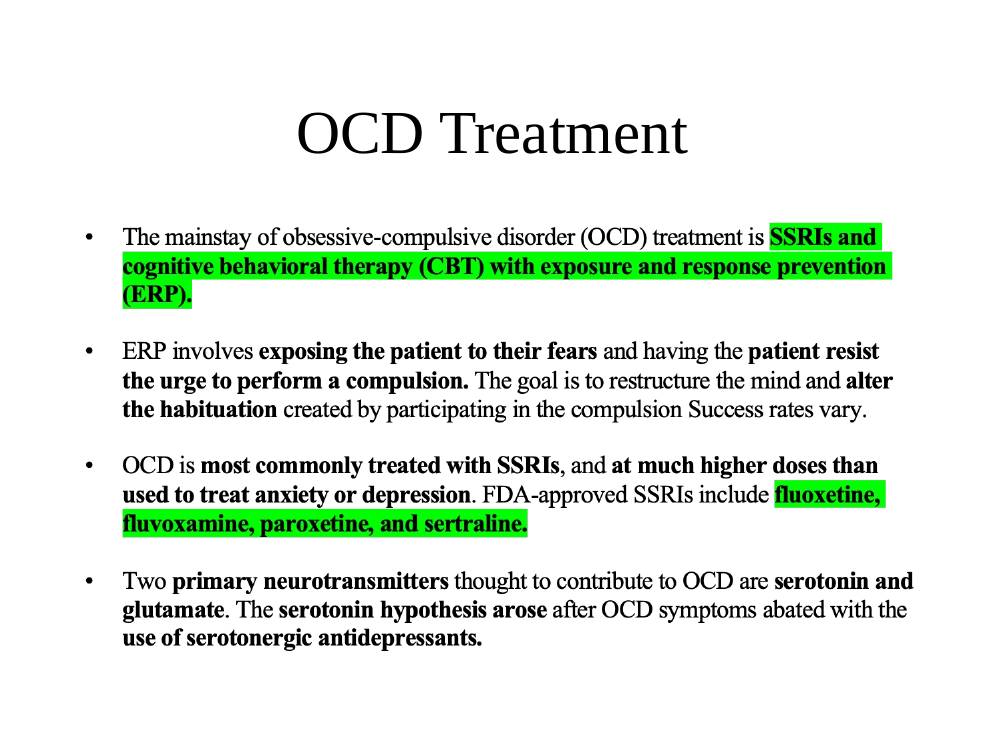 OCD Treatment
• The mainstay of obsessive-compulsive disorder (OCD) treatment is SSRIs and
cognitive behavioral therapy (CBT) with exposure and response prevention
(ERP).
• ERP involves exposing the patient to their fears and having the patient resist
the urge to perform a compulsion. The goal is to restructure the mind and alter
the habituation created by participating in the compulsion Success rates vary.
• OCD is most commonly treated with SSRIs, and at much higher doses than
used to treat anxiety or depression. FDA-approved SSRIs include fluoxetine,
fluvoxamine, paroxetine, and sertraline.
• Two primary neurotransmitters thought to contribute to OCD are serotonin and
glutamate. The serotonin hypothesis arose after OCD symptoms abated with the
use of serotonergic antidepressants.